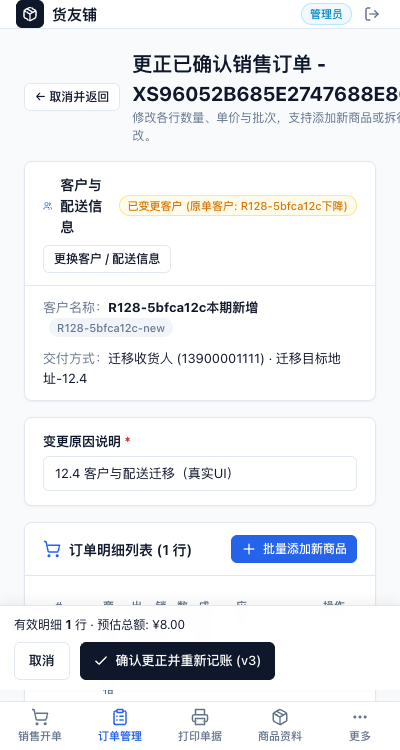 货友铺
管理员
更正已确认销售订单 -
← 取消并返回
XS96052B685E2747688E8
修改各行数量、单价与批次，支持添加新商品或拆行
改。
客户与
配送信
息
已变更客户 (原单客户: R128-5bfca12c下降)
更换客户 / 配送信息
客户名称： R128-5bfca12c本期新增
R128-5bfca12c-new
交付方式：迁移收货人 (13900001111) · 迁移目标地
址-12.4
变更原因说明 *
12.4 客户与配送迁移（真实UI）
订单明细列表 (1 行)
批量添加新商品
有效明细 1 行 · 预估总额: ¥8.00
取消
确认更正并重新记账 (v3)
销售开单
订单管理
打印单据
商品资料
更多